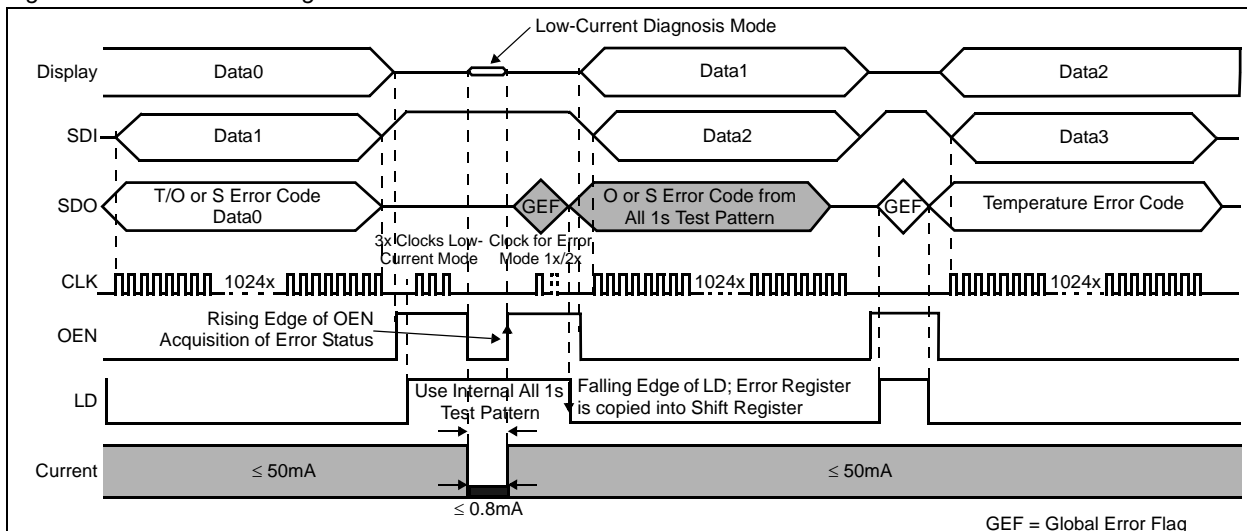 Low-Current Diagnosis Mode
Display
Data0
Data1
Data2
SDI
Data1
Data2
Data3
SDO
T/O or S Error Code
Data0
GEF
O or S Error Code from
All 1s Test Pattern
GEF
Temperature Error Code
3x Clocks Low-
Current Mode
Clock for Error
Mode 1x/2x
CLK
1024x
1024x
1024x
OEN
Rising Edge of OEN
Acquisition of Error Status
LD
Use Internal All 1s
Test Pattern
Falling Edge of LD; Error Register
is copied into Shift Register
Current
≤ 50mA
≤ 50mA
≤ 0.8mA
GEF = Global Error Flag